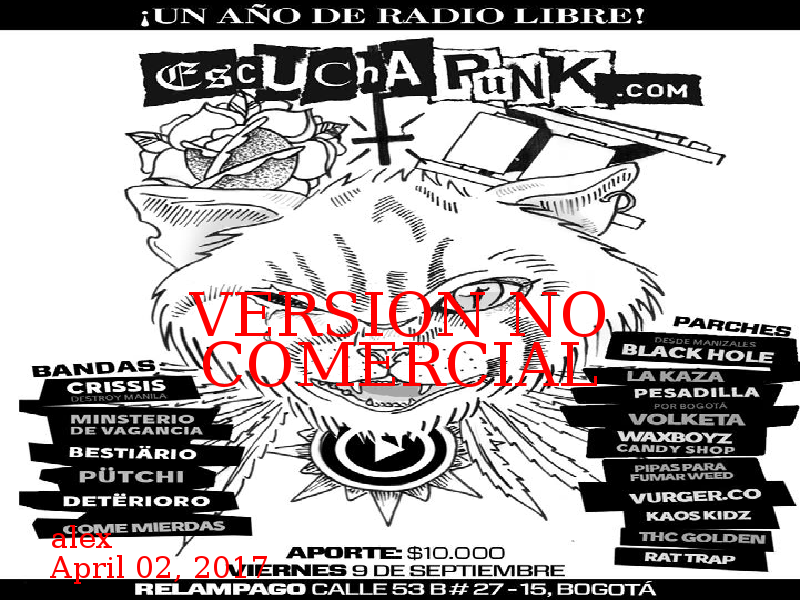 ¡UN AÑO DE RADIO LIBRE!
EsCUChA PuNK.COM
VERSION NO
COMERCIAL
BANDAS
CRISSIS
DESTROY MANILA
MINSTERIO
DE VAGANCIA
BESTIÄRIO
PÜTCHI
DETËRIORO
COME MIERDAS
PARCHES
DESDE MANIZALES
BLACK HOLE
LA KAZA
PESADILLA
POR BOGOTÁ
VOLKETA
WAXBOYZ
CANDY SHOP
PIPAS PARA
FUMAR WEED
VURGER.CO
KAOS KIDZ
THC GOLDEN
RAT TRAP
alex
April 02, 2017
APORTE: $10.000
VIERNES 9 DE SEPTIEMBRE
RELAMPAGO CALLE 53 B # 27 - 15, BOGOTÁ